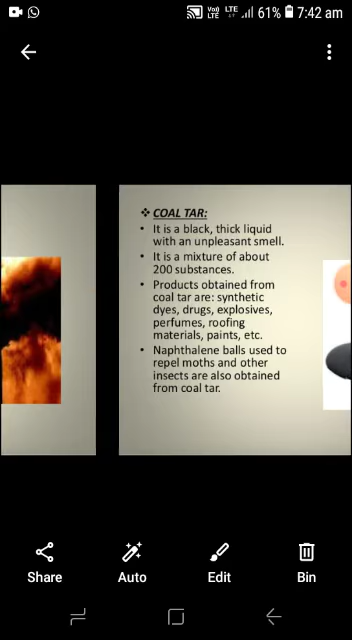 LTE 61% 7:42 am
❖ COAL TAR:
• It is a black, thick liquid
with an unpleasant smell.
• It is a mixture of about
200 substances.
• Products obtained from
coal tar are: synthetic
dyes, drugs, explosives,
perfumes, roofing
materials, paints, etc.
• Naphthalene balls used to
repel moths and other
insects are also obtained
from coal tar.
Share Auto Edit Bin